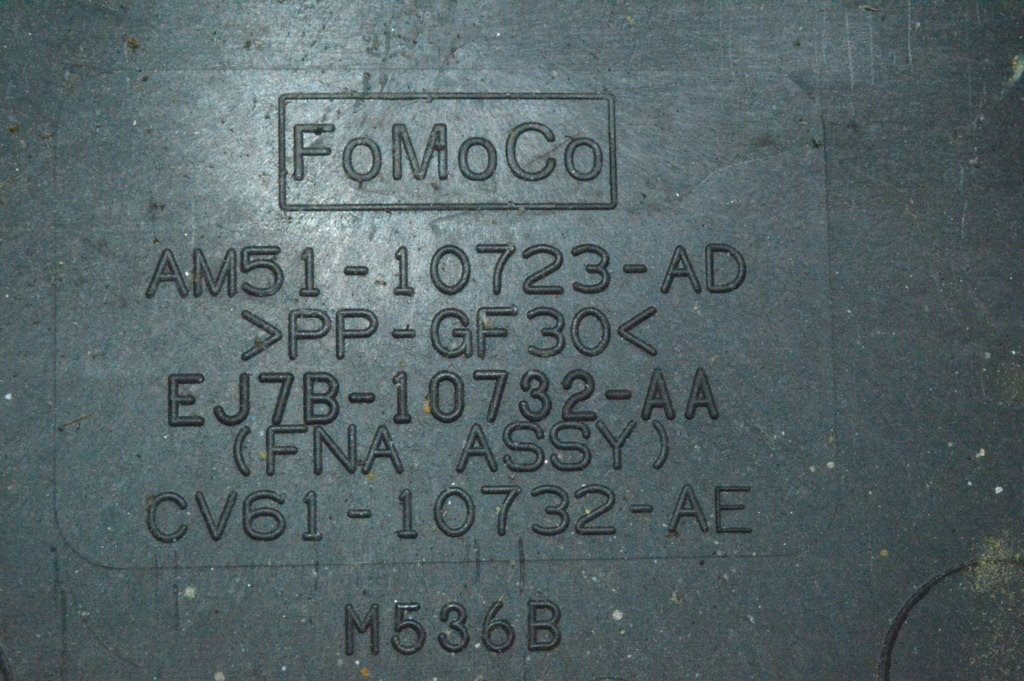 FoMoCo
AM51-10723-AD
>PP-GF30<
EJ7B-10732-AA
(FNA ASSY)
CV61-10732-AE
M536B